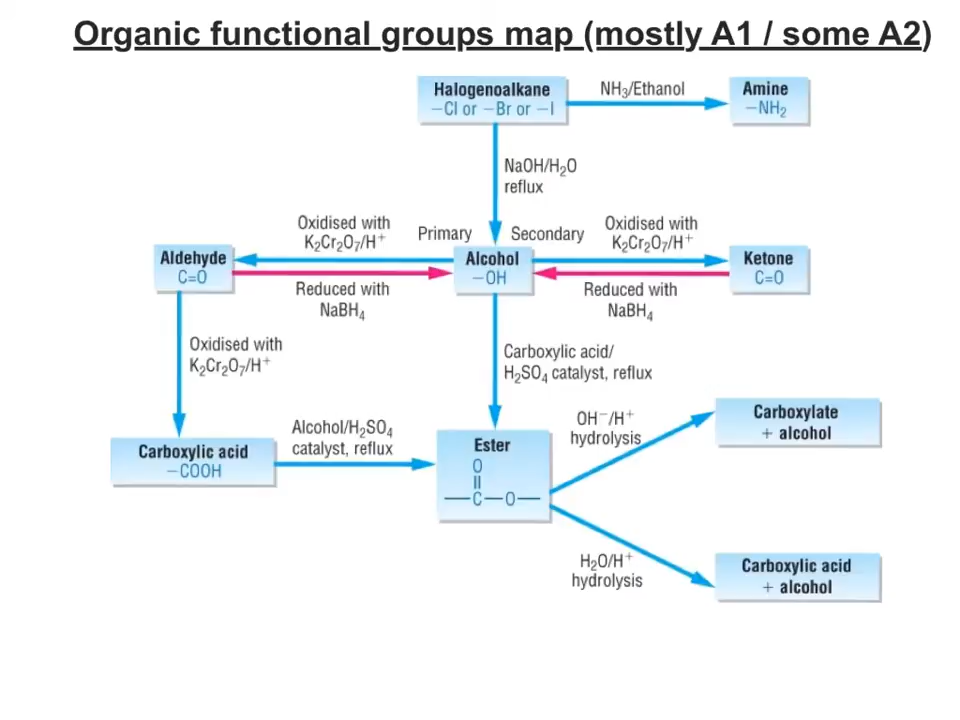 Organic functional groups map (mostly A1 / some A2)
Halogenoalkane
–Cl or –Br or –I
NH₃/Ethanol
Amine
–NH₂
NaOH/H₂O
reflux
Oxidised with
K₂Cr₂O₇/H⁺
Primary
Secondary
Oxidised with
K₂Cr₂O₇/H⁺
Aldehyde
C=O
Alcohol
–OH
Ketone
C=O
Reduced with
NaBH₄
Reduced with
NaBH₄
Oxidised with
K₂Cr₂O₇/H⁺
Carboxylic acid/
H₂SO₄ catalyst, reflux
Carboxylic acid
–COOH
Alcohol/H₂SO₄
catalyst, reflux
Ester
O
||
—C—O—
OH⁻/H⁺
hydrolysis
Carboxylate
+ alcohol
H₂O/H⁺
hydrolysis
Carboxylic acid
+ alcohol